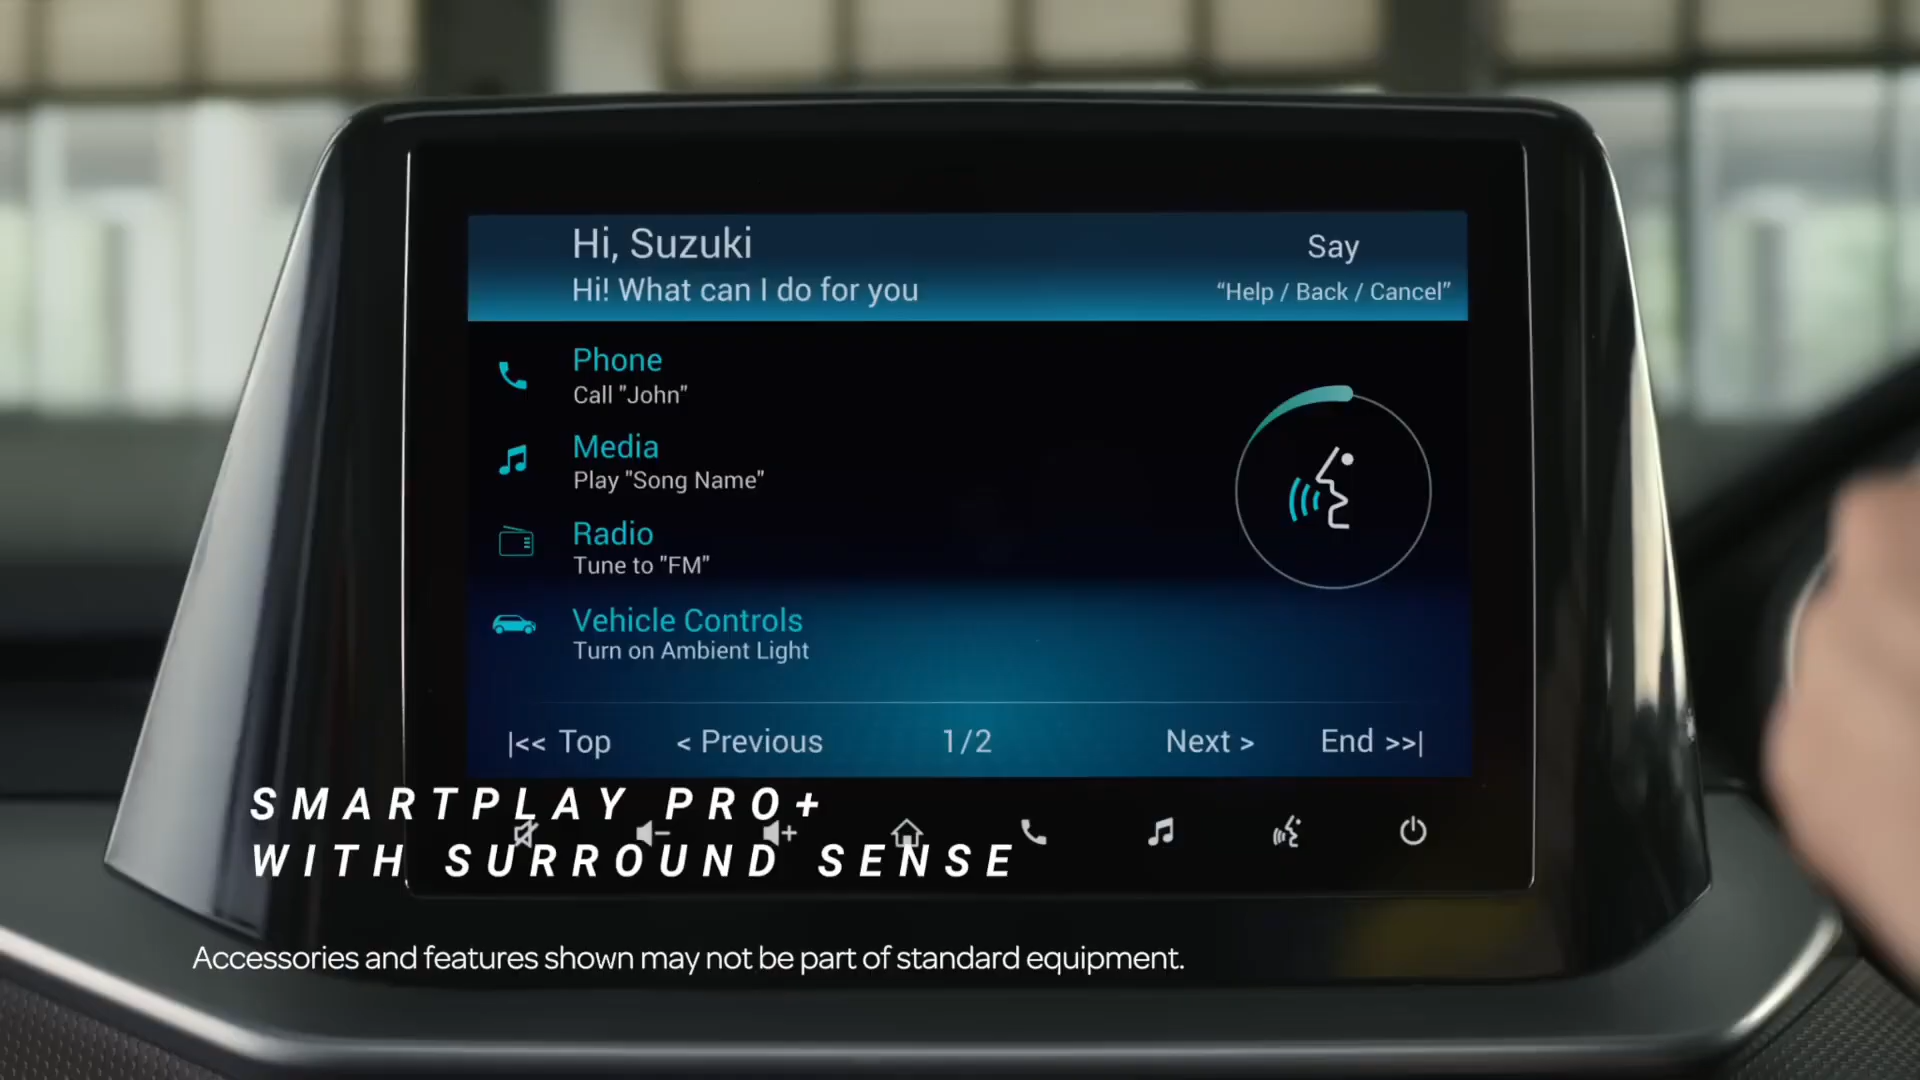 Hi, Suzuki
Hi! What can I do for you
Say
“Help / Back / Cancel”
Phone
Call "John"
Media
Play "Song Name"
Radio
Tune to "FM"
Vehicle Controls
Turn on Ambient Light
|<< Top < Previous 1/2 Next > End >>|
SMARTPLAY PRO+
WITH SURROUND SENSE
Accessories and features shown may not be part of standard equipment.